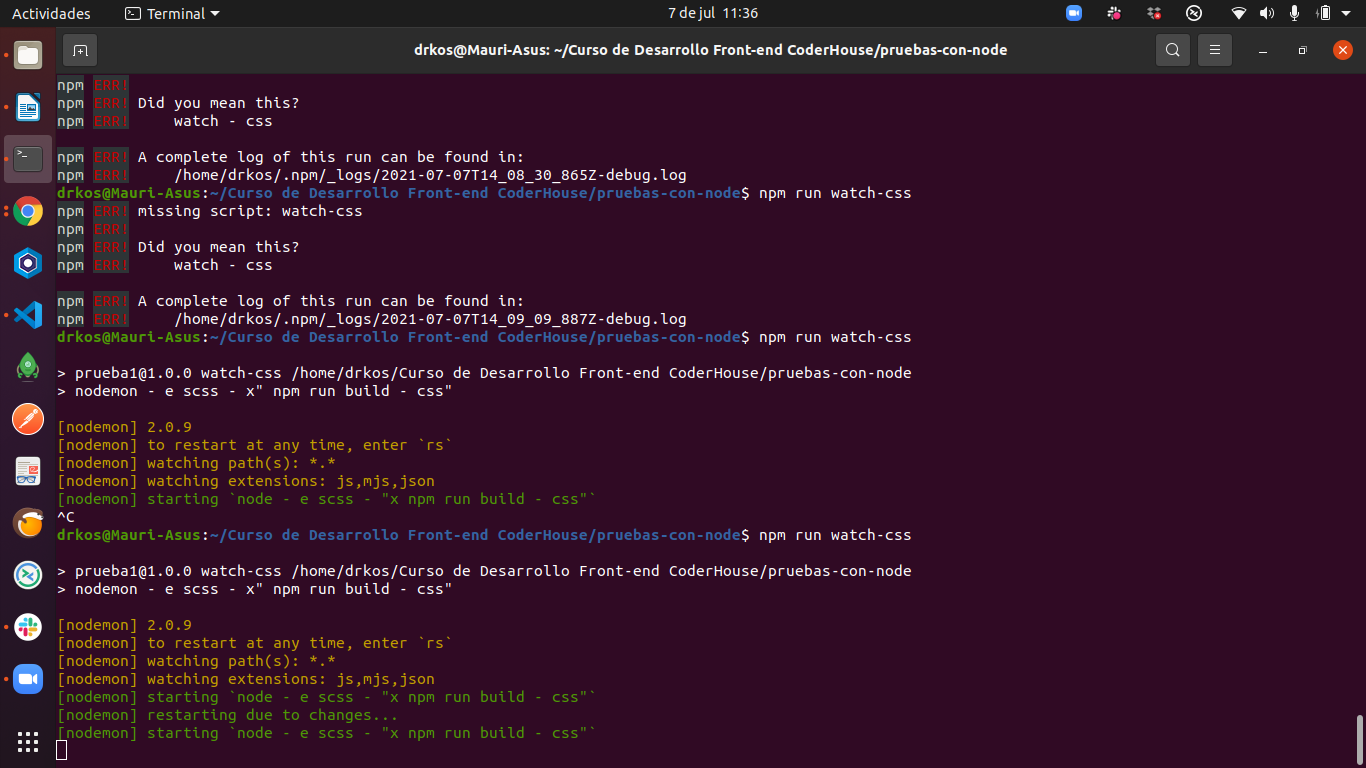 Actividades
Terminal
7 de jul 11:36
drkos@Mauri-Asus: ~/Curso de Desarrollo Front-end CoderHouse/pruebas-con-node
npm ERR!
npm ERR! Did you mean this?
npm ERR!     watch - css
npm ERR! A complete log of this run can be found in:
npm ERR!     /home/drkos/.npm/_logs/2021-07-07T14_08_30_865Z-debug.log
drkos@Mauri-Asus:~/Curso de Desarrollo Front-end CoderHouse/pruebas-con-node$ npm run watch-css
npm ERR! missing script: watch-css
npm ERR!
npm ERR! Did you mean this?
npm ERR!     watch - css
npm ERR! A complete log of this run can be found in:
npm ERR!     /home/drkos/.npm/_logs/2021-07-07T14_09_09_887Z-debug.log
drkos@Mauri-Asus:~/Curso de Desarrollo Front-end CoderHouse/pruebas-con-node$ npm run watch-css
> prueba1@1.0.0 watch-css /home/drkos/Curso de Desarrollo Front-end CoderHouse/pruebas-con-node
> nodemon - e scss - x" npm run build - css"
[nodemon] 2.0.9
[nodemon] to restart at any time, enter `rs`
[nodemon] watching path(s): *.*
[nodemon] watching extensions: js,mjs,json
[nodemon] starting `node - e scss - "x npm run build - css"`
^C
drkos@Mauri-Asus:~/Curso de Desarrollo Front-end CoderHouse/pruebas-con-node$ npm run watch-css
> prueba1@1.0.0 watch-css /home/drkos/Curso de Desarrollo Front-end CoderHouse/pruebas-con-node
> nodemon - e scss - x" npm run build - css"
[nodemon] 2.0.9
[nodemon] to restart at any time, enter `rs`
[nodemon] watching path(s): *.*
[nodemon] watching extensions: js,mjs,json
[nodemon] starting `node - e scss - "x npm run build - css"`
[nodemon] restarting due to changes...
[nodemon] starting `node - e scss - "x npm run build - css"`